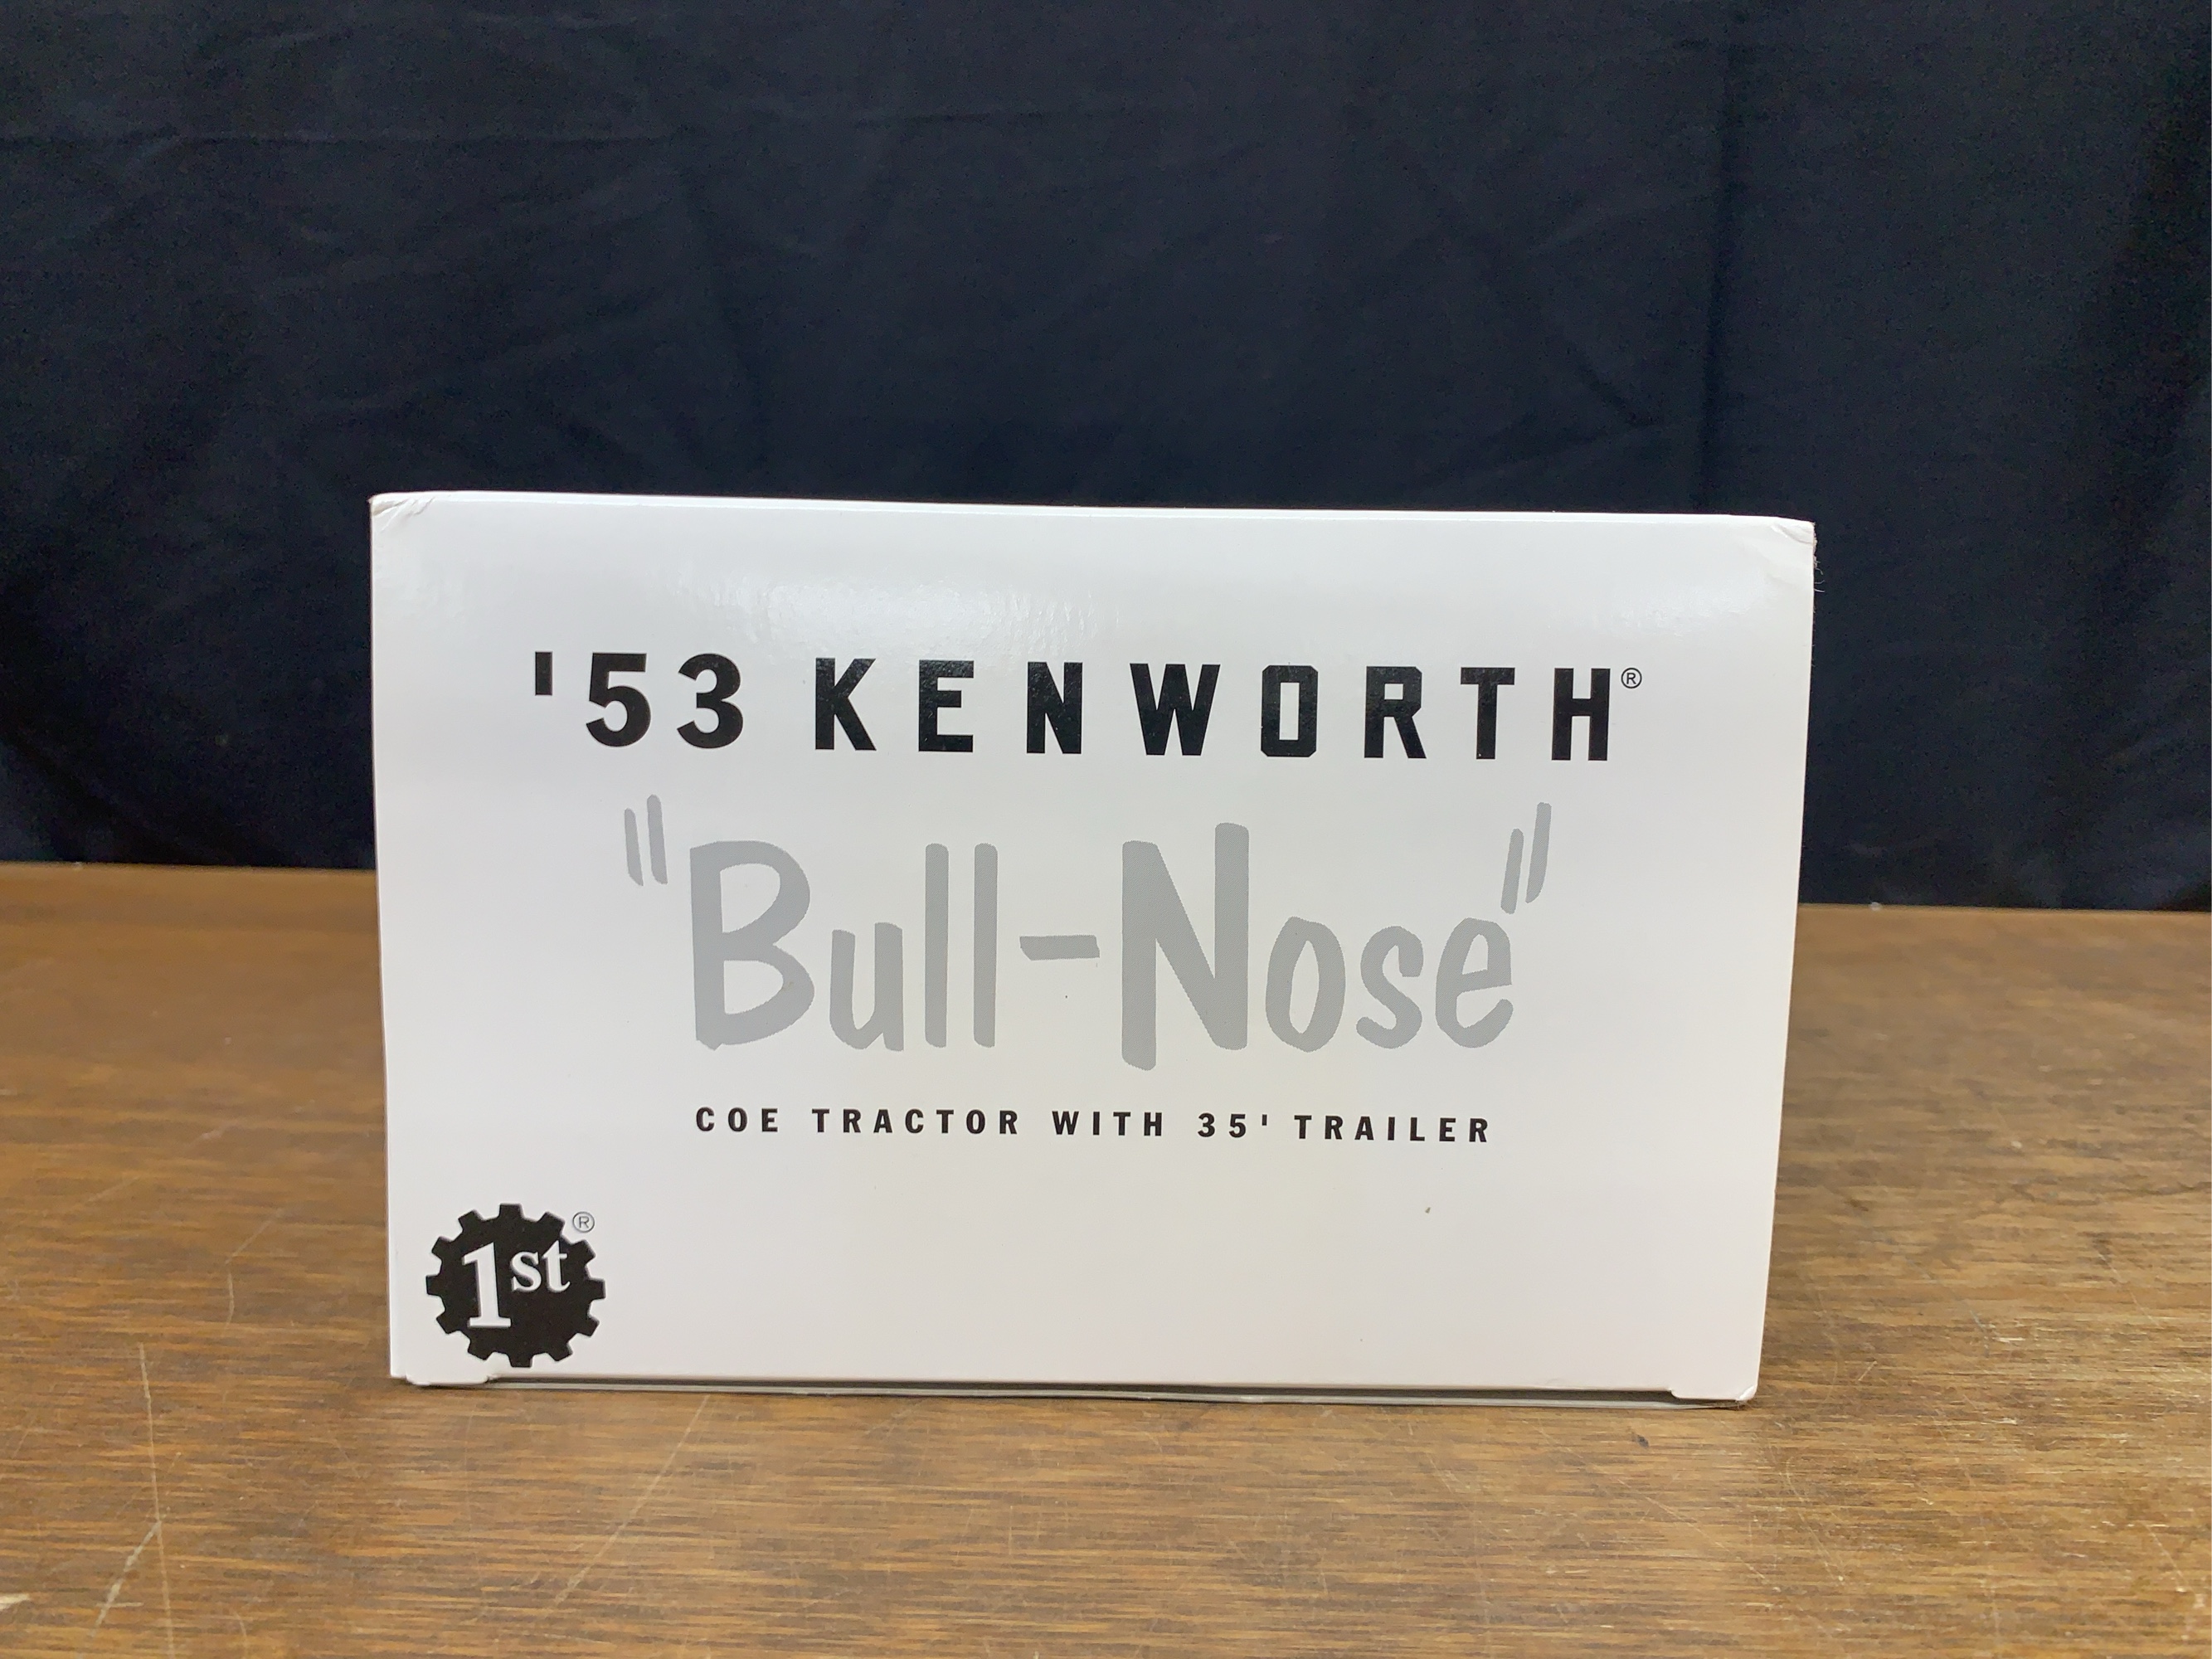 '53 KENWORTH®
"Bull-Nose"
COE TRACTOR WITH 35' TRAILER
1st®